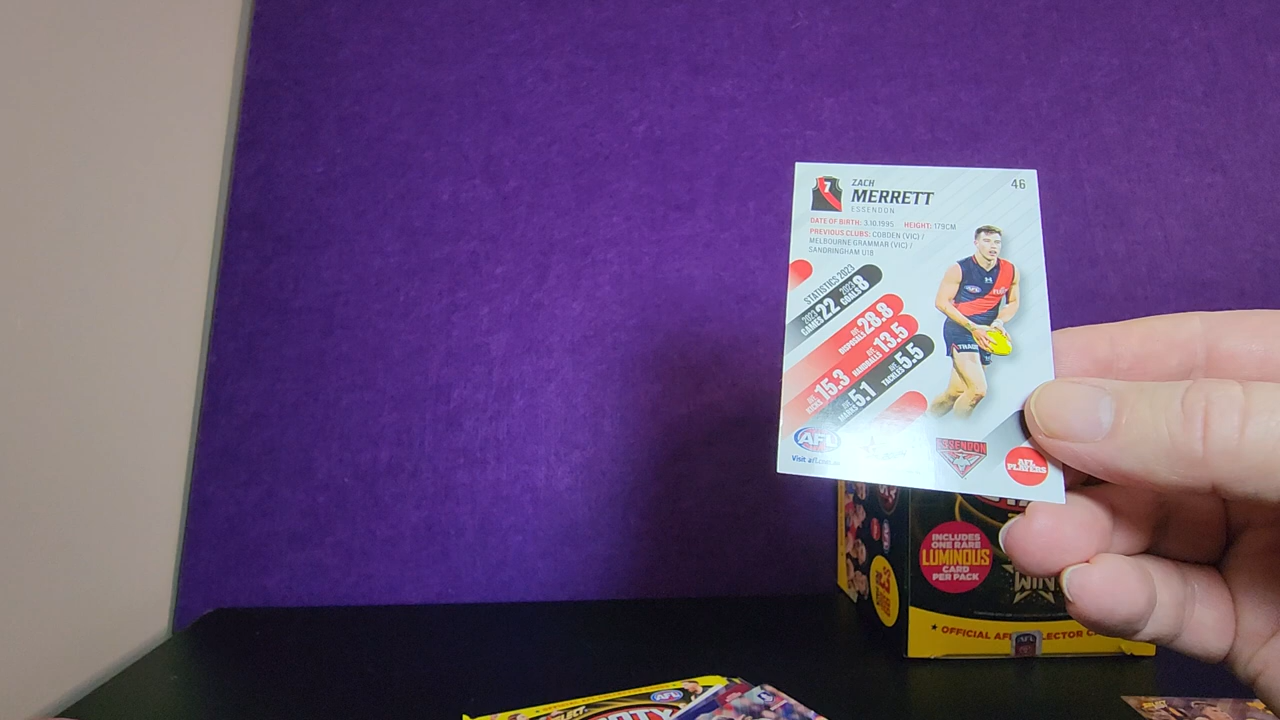 7
ZACH
MERRETT
ESSENDON
46
DATE OF BIRTH: 3.10.1995 HEIGHT: 179CM
PREVIOUS CLUBS: COBDEN (VIC) /
MELBOURNE GRAMMAR (VIC) /
SANDRINGHAM U18
STATISTICS 2023
2023 GAMES 22 2023 GOALS 8
AVE DISPOSALS 28.8
AVE KICKS 15.3 AVE HANDBALLS 13.5
AVE MARKS 5.1 AVE TACKLES 5.5
AFL
Visit
ESSENDON
AFL
PLAYERS
INCLUDES
ONE RARE
LUMINOUS
CARD
PER PACK
OFFICIAL
AFL
AFL